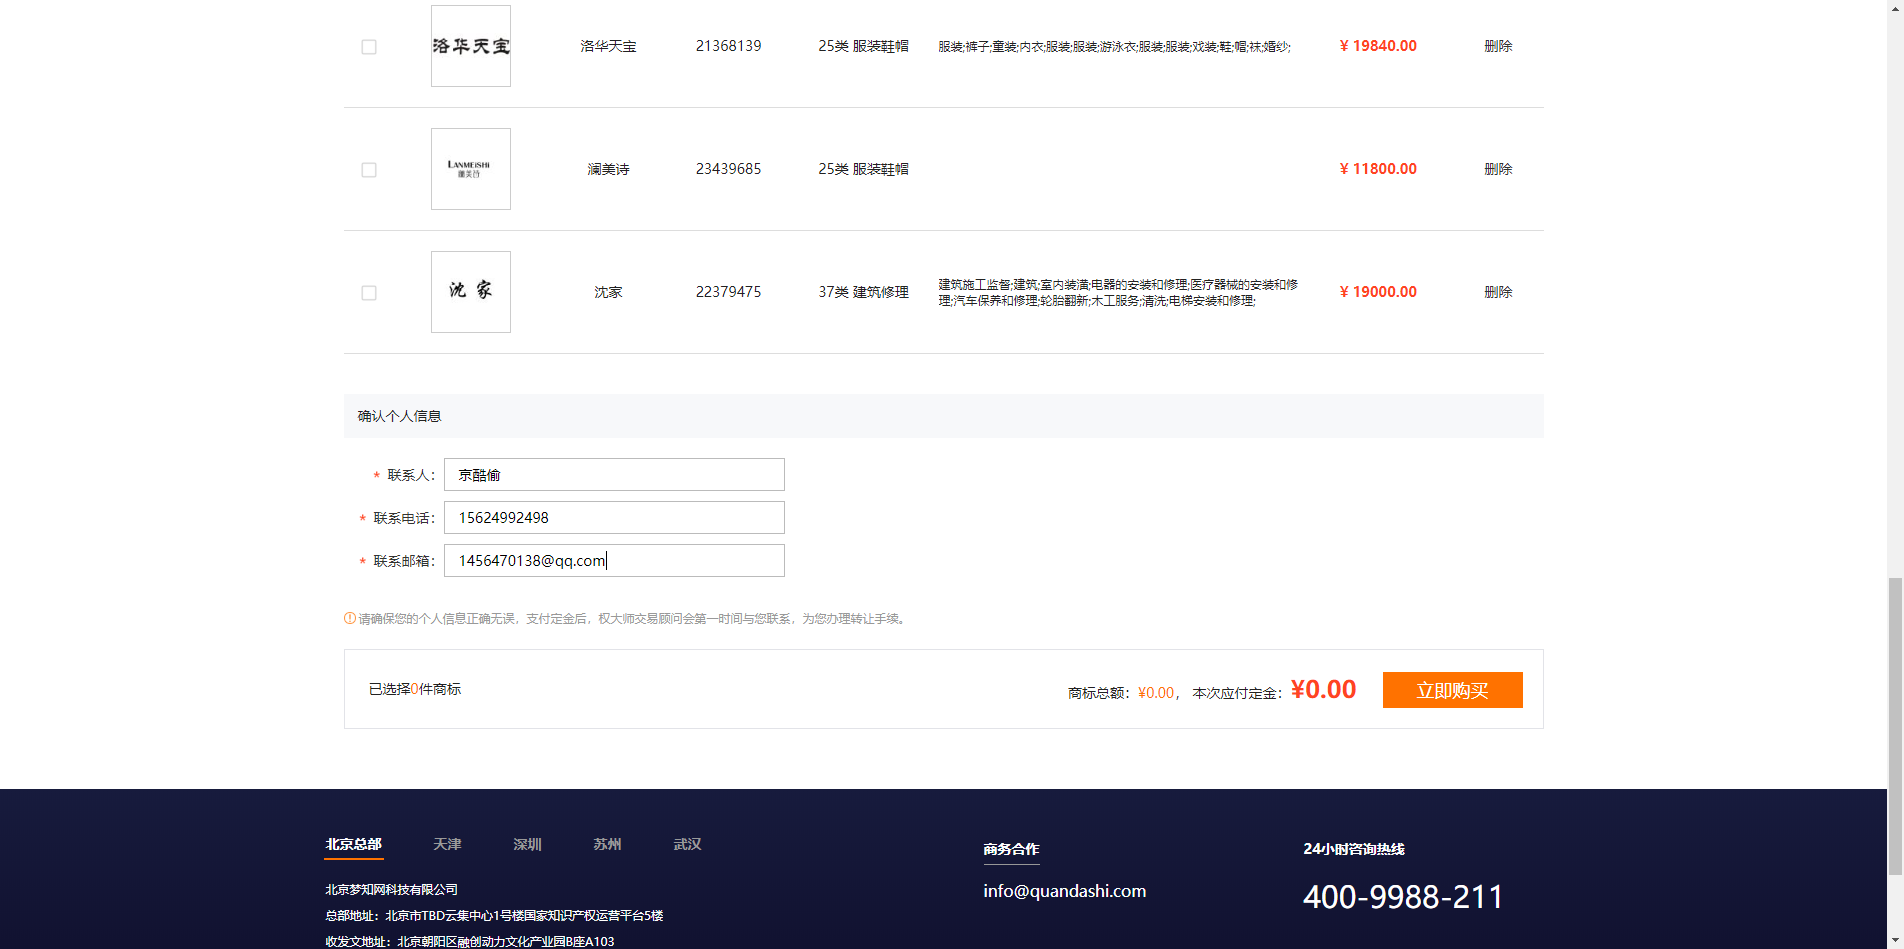 洛华天宝 洛华天宝 21368139 25类 服装鞋帽 服装;裤子;童装;内衣;服装;服装;游泳衣;服装;服装;戏装;鞋;帽;袜;婚纱; ¥ 19840.00 删除
LANMEISHI
澜美诗 澜美诗 23439685 25类 服装鞋帽 ¥ 11800.00 删除
沈家 沈家 22379475 37类 建筑修理 建筑施工监督;建筑;室内装潢;电器的安装和修理;医疗器械的安装和修
理;汽车保养和修理;轮胎翻新;木工服务;清洗;电梯安装和修理; ¥ 19000.00 删除
确认个人信息
* 联系人： 京酷偷
* 联系电话： 15624992498
* 联系邮箱： 1456470138@qq.com
请确保您的个人信息正确无误，支付定金后，权大师交易顾问会第一时间与您联系，为您办理转让手续。
已选择0件商标 商标总额：¥0.00， 本次应付定金：¥0.00 立即购买
北京总部 天津 深圳 苏州 武汉
北京梦知网科技有限公司
总部地址：北京市TBD云集中心1号楼国家知识产权运营平台5楼
收发文地址：北京朝阳区融创动力文化产业园B座A103
商务合作
info@quandashi.com
24小时咨询热线
400-9988-211